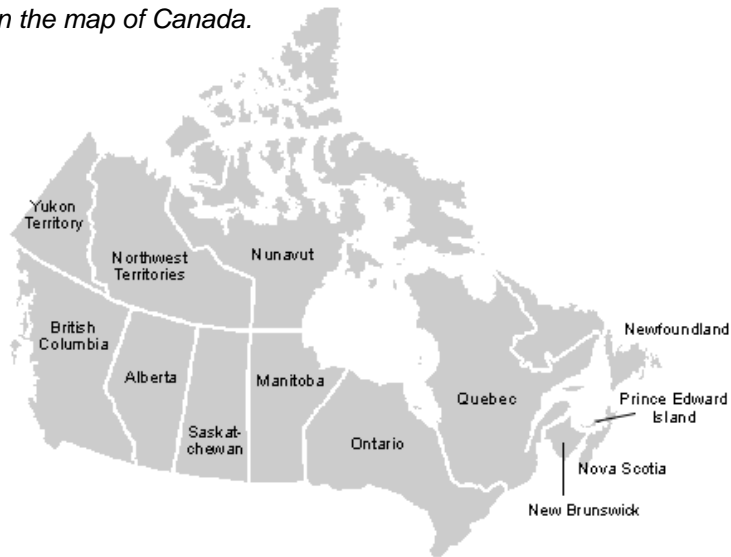 n the map of Canada.
Yukon
Territory
Northwest
Territories
Nunavut
British
Columbia
Alberta
Saskat-
chewan
Manitoba
Ontario
Quebec
Newfoundland
Prince Edward
Island
Nova Scotia
New Brunswick